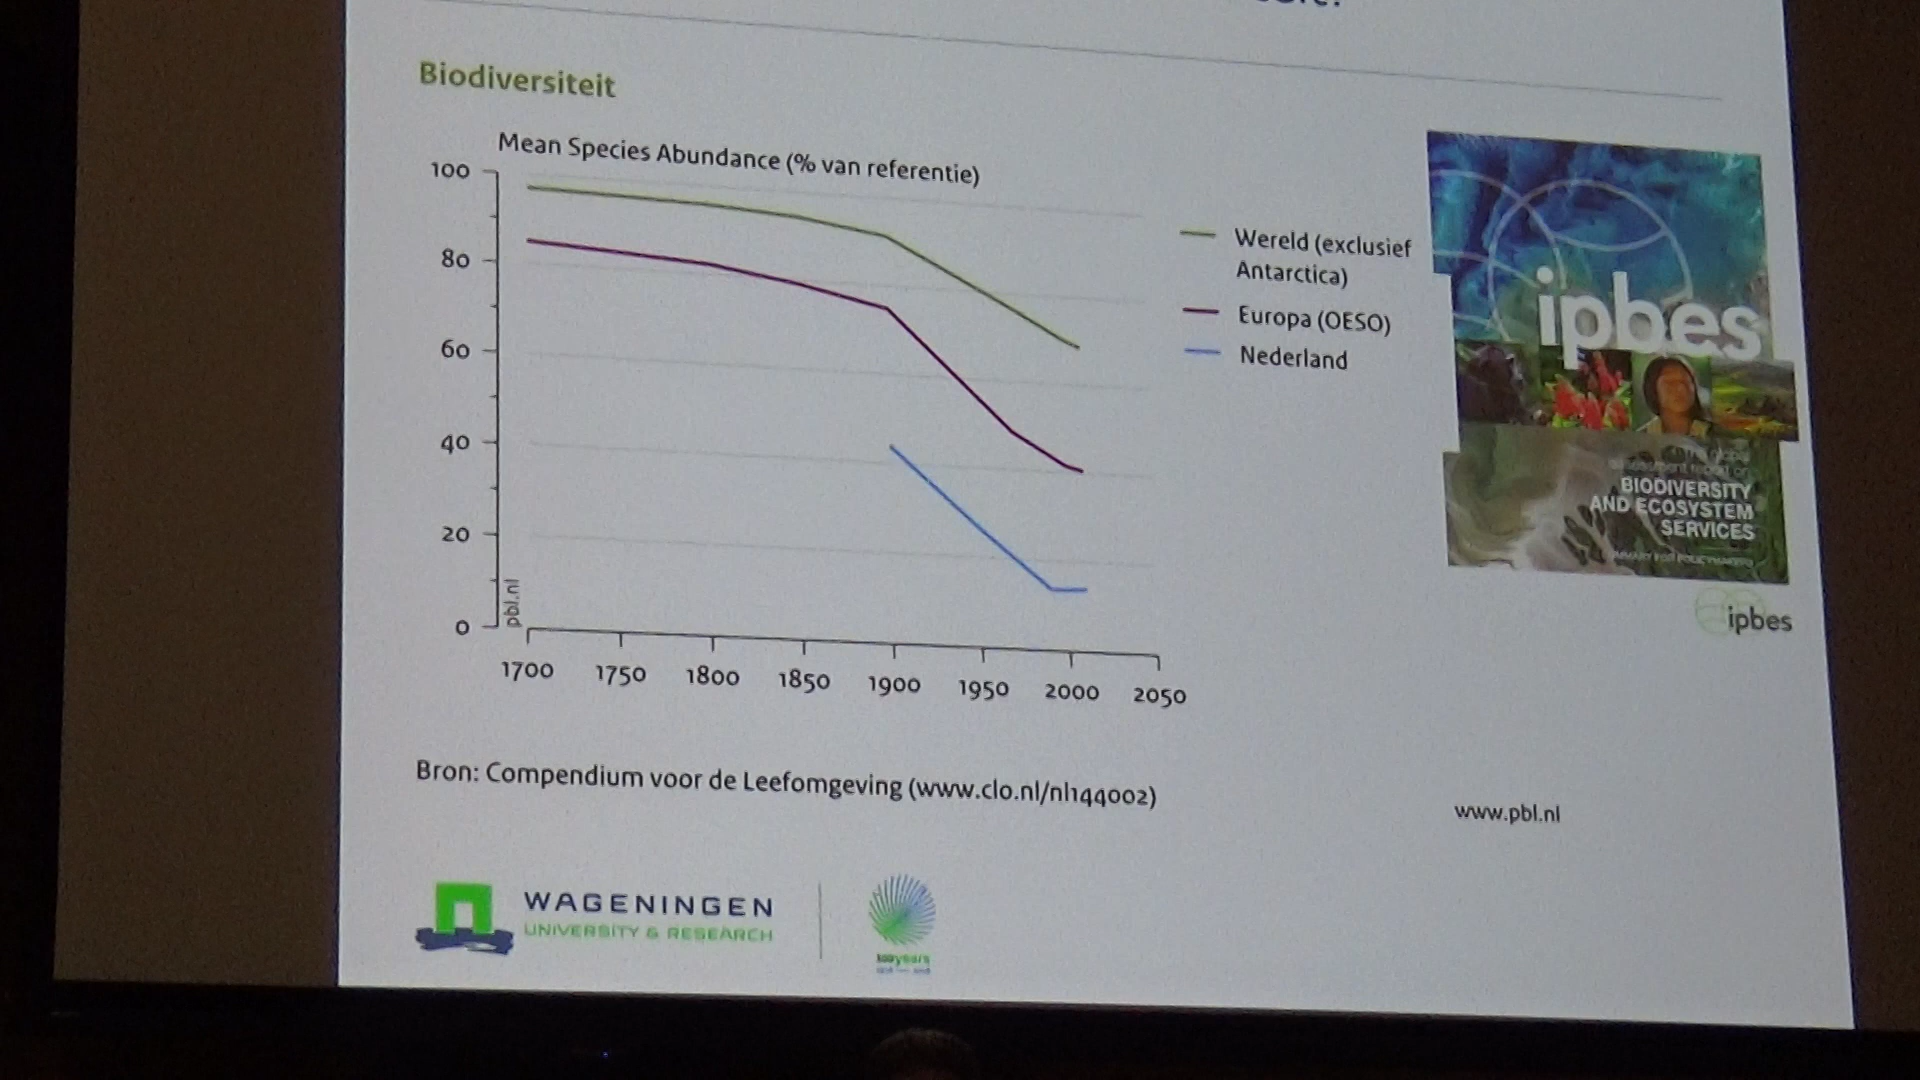 Biodiversiteit
Mean Species Abundance (% van referentie)
100
80
60
40
20
0
pbl.nl
1700 1750 1800 1850 1900 1950 2000 2050
Wereld (exclusief
Antarctica)
Europa (OESO)
Nederland
ipbes
BIODIVERSITY
AND ECOSYSTEM
SERVICES
ipbes
Bron: Compendium voor de Leefomgeving (www.clo.nl/nl144002)
www.pbl.nl
WAGENINGEN
UNIVERSITY & RESEARCH
100years